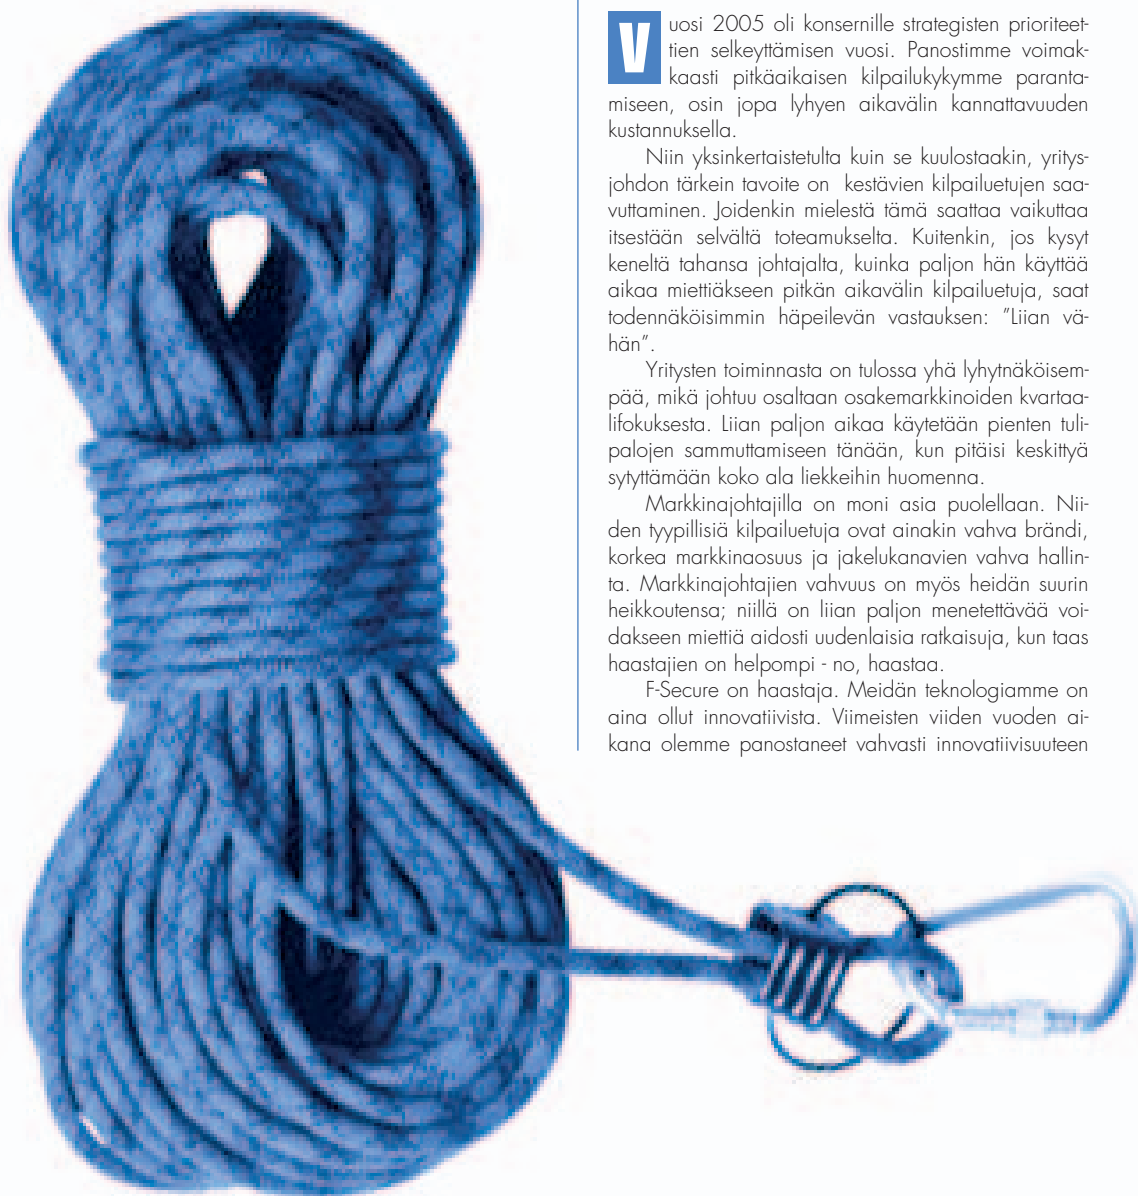 Vuosi 2005 oli konsernille strategisten prioriteet-
tien selkeyttämisen vuosi. Panostimme voimak-
kaasti pitkäaikaisen kilpailukykymme paranta-
miseen, osin jopa lyhyen aikavälin kannattavuuden
kustannuksella.
Niin yksinkertaistetulta kuin se kuulostaakin, yritys-
johdon tärkein tavoite on kestävien kilpailuetujen saa-
vuttaminen. Joidenkin mielestä tämä saattaa vaikuttaa
itsestään selvältä toteamukselta. Kuitenkin, jos kysyt
keneltä tahansa johtajalta, kuinka paljon hän käyttää
aikaa miettiäkseen pitkän aikavälin kilpailuetuja, saat
todennäköisimmin häpeilevän vastauksen: "Liian vä-
hän".
Yritysten toiminnasta on tulossa yhä lyhytnäköisem-
pää, mikä johtuu osaltaan osakemarkkinoiden kvartaa-
lifokuksesta. Liian paljon aikaa käytetään pienten tuli-
palojen sammuttamiseen tänään, kun pitäisi keskittyä
sytyttämään koko ala liekkeihin huomenna.
Markkinajohtajilla on moni asia puolellaan. Nii-
den tyypillisiä kilpailuetuja ovat ainakin vahva brändi,
korkea markkinaosuus ja jakelukanavien vahva hallin-
ta. Markkinajohtajien vahvuus on myös heidän suurin
heikkoutensa; niillä on liian paljon menetettävää voi-
dakseen miettiä aidosti uudenlaisia ratkaisuja, kun taas
haastajien on helpompi - no, haastaa.
F-Secure on haastaja. Meidän teknologiamme on
aina ollut innovatiivista. Viimeisten viiden vuoden ai-
kana olemme panostaneet vahvasti innovatiivisuuteen